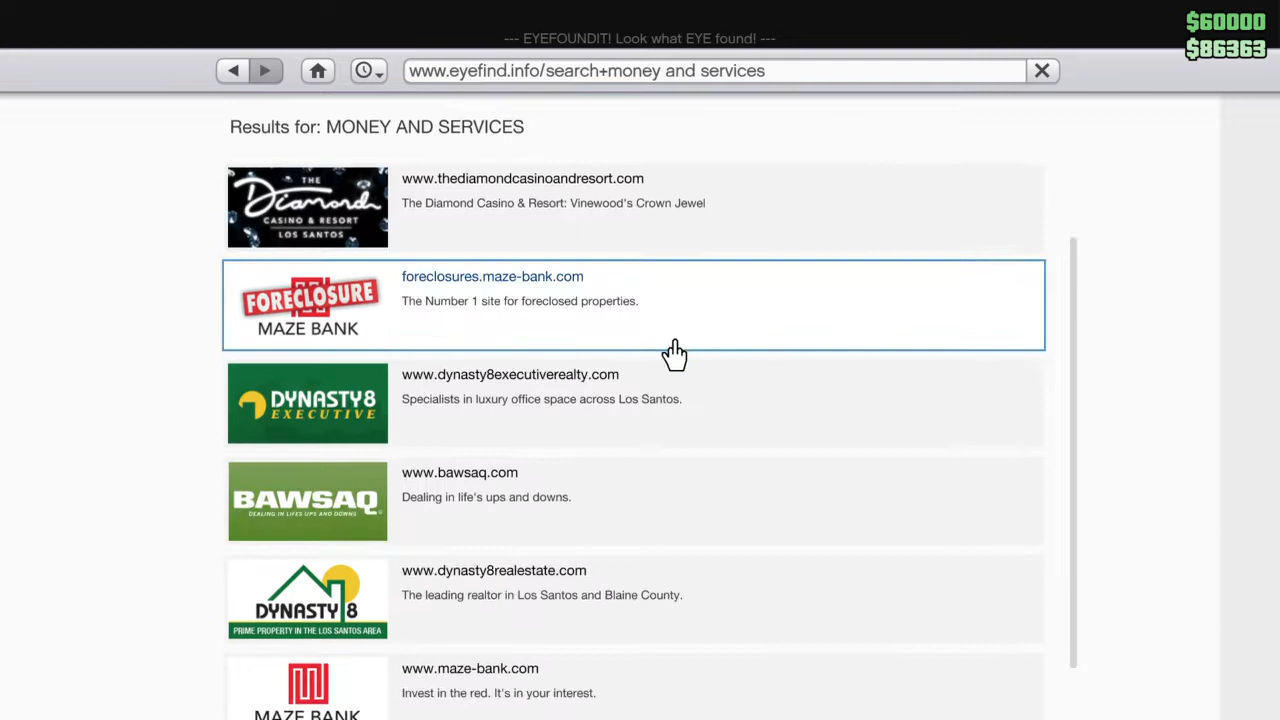 $60000
$86363
--- EYEFOUNDIT! Look what EYE found! ---
www.eyefind.info/search+money and services
Results for: MONEY AND SERVICES
THE
Diamond
CASINO & RESORT
LOS SANTOS
www.thediamondcasinoandresort.com
The Diamond Casino & Resort: Vinewood's Crown Jewel
FORECLOSURE
MAZE BANK
foreclosures.maze-bank.com
The Number 1 site for foreclosed properties.
DYNASTY8
EXECUTIVE
www.dynasty8executiverealty.com
Specialists in luxury office space across Los Santos.
BAWSAQ
DEALING IN LIFE'S UPS AND DOWNS.
www.bawsaq.com
Dealing in life's ups and downs.
DYNASTY 8
PRIME PROPERTY IN THE LOS SANTOS AREA
www.dynasty8realestate.com
The leading realtor in Los Santos and Blaine County.
MAZE BANK
www.maze-bank.com
Invest in the red. It's in your interest.